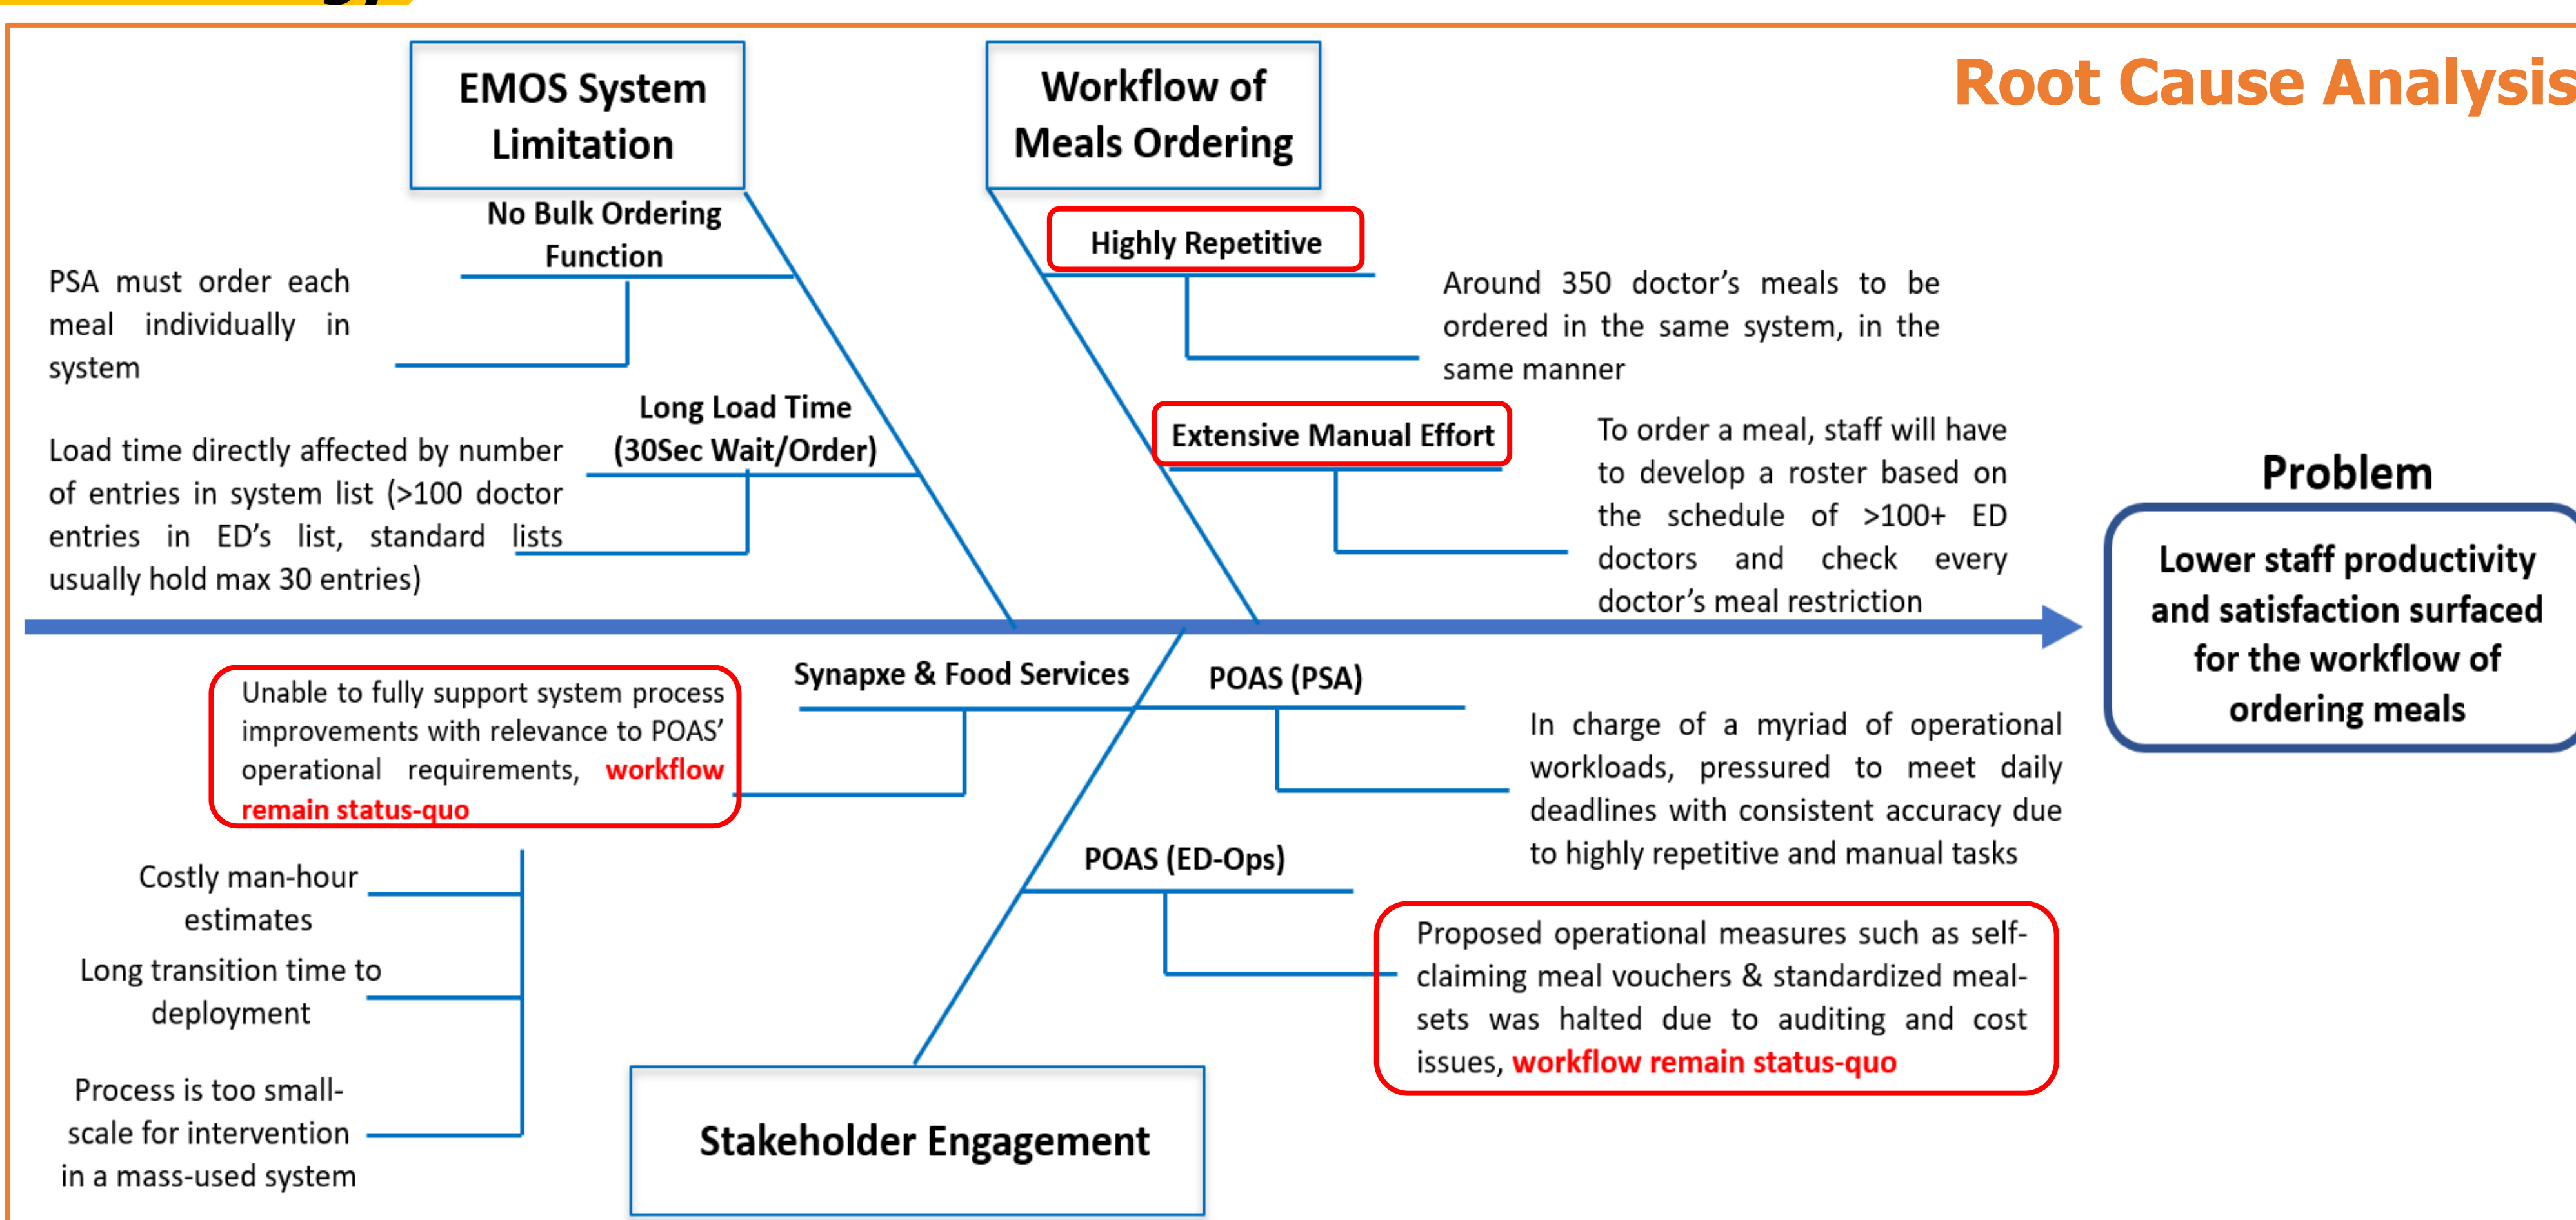 Root Cause Analysis
EMOS System
Limitation
No Bulk Ordering
Function
PSA must order each
meal individually in
system
Long Load Time
(30Sec Wait/Order)
Load time directly affected by number
of entries in system list (>100 doctor
entries in ED's list, standard lists
usually hold max 30 entries)
Workflow of
Meals Ordering
Highly Repetitive
Around 350 doctor's meals to be
ordered in the same system, in the
same manner
Extensive Manual Effort
To order a meal, staff will have
to develop a roster based on
the schedule of >100+ ED
doctors and check every
doctor's meal restriction
Problem
Lower staff productivity
and satisfaction surfaced
for the workflow of
ordering meals
Synapxe & Food Services
Unable to fully support system process
improvements with relevance to POAS'
operational requirements, workflow
remain status-quo
Costly man-hour
estimates
Long transition time to
deployment
Process is too small-
scale for intervention
in a mass-used system
POAS (PSA)
In charge of a myriad of operational
workloads, pressured to meet daily
deadlines with consistent accuracy due
to highly repetitive and manual tasks
POAS (ED-Ops)
Proposed operational measures such as self-
claiming meal vouchers & standardized meal-
sets was halted due to auditing and cost
issues, workflow remain status-quo
Stakeholder Engagement